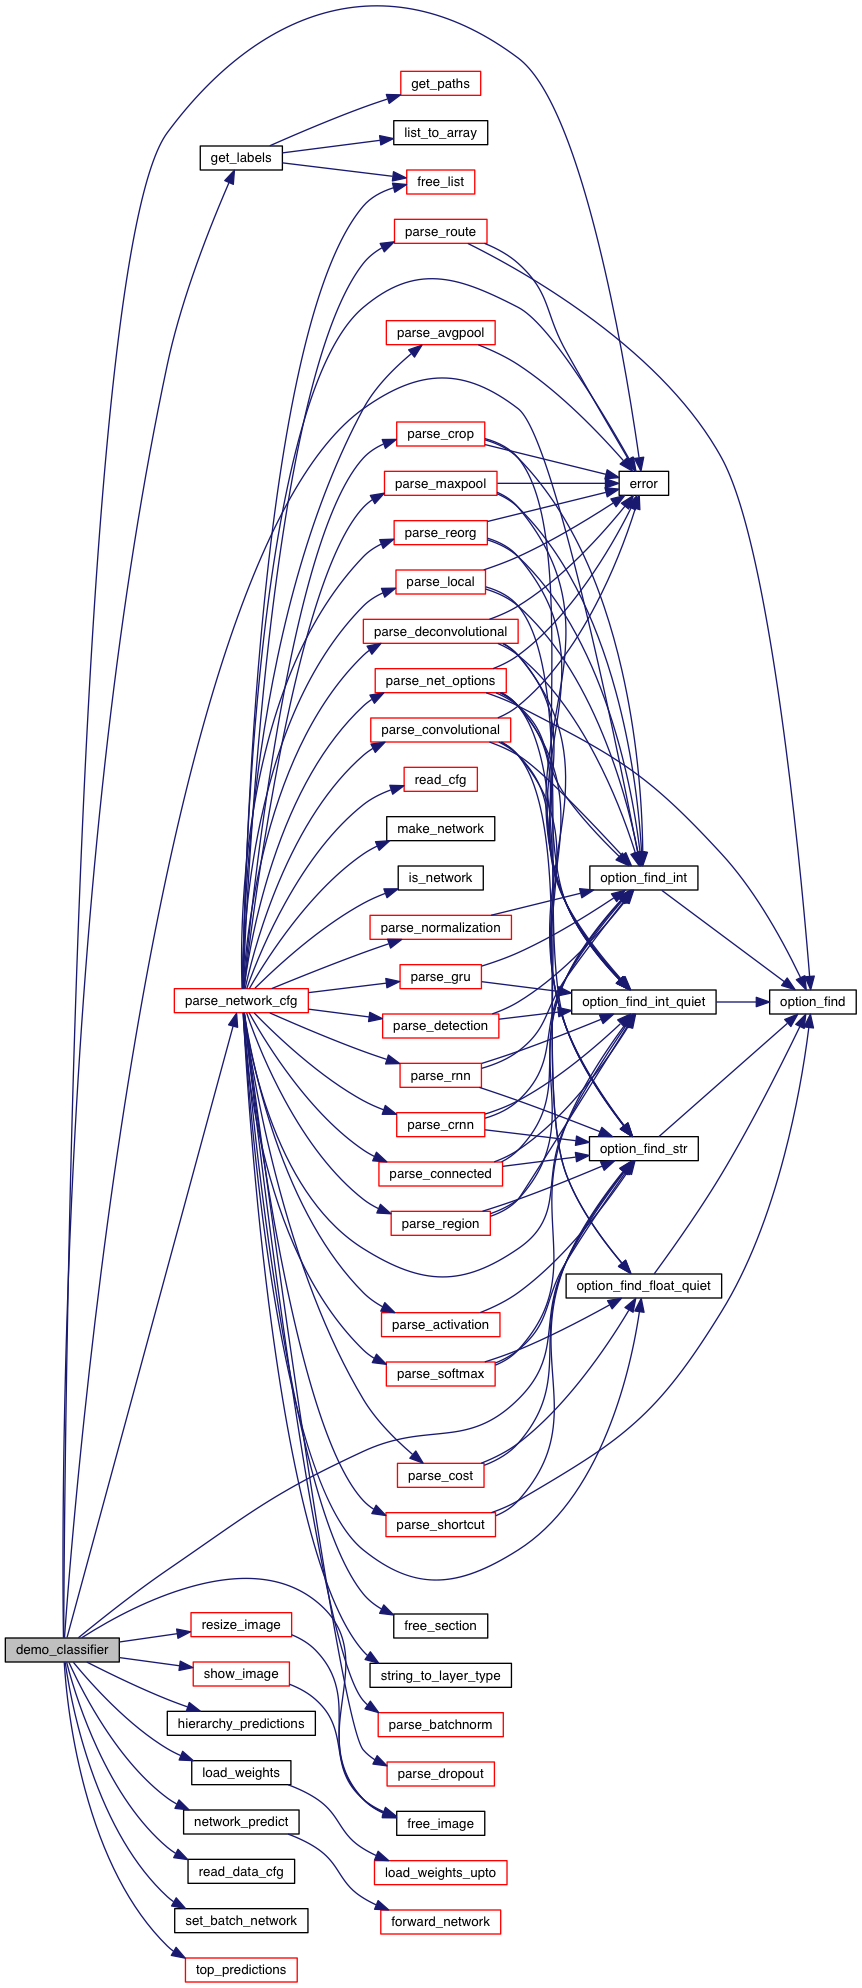 get_paths
list_to_array
get_labels
free_list
parse_route
parse_avgpool
parse_crop
parse_maxpool
error
parse_reorg
parse_local
parse_deconvolutional
parse_net_options
parse_convolutional
read_cfg
make_network
is_network
option_find_int
parse_normalization
parse_gru
parse_network_cfg
option_find_int_quiet
option_find
parse_detection
parse_rnn
parse_crnn
option_find_str
parse_connected
parse_region
option_find_float_quiet
parse_activation
parse_softmax
parse_cost
parse_shortcut
resize_image
free_section
demo_classifier
show_image
string_to_layer_type
hierarchy_predictions
parse_batchnorm
load_weights
parse_dropout
network_predict
free_image
read_data_cfg
load_weights_upto
set_batch_network
forward_network
top_predictions